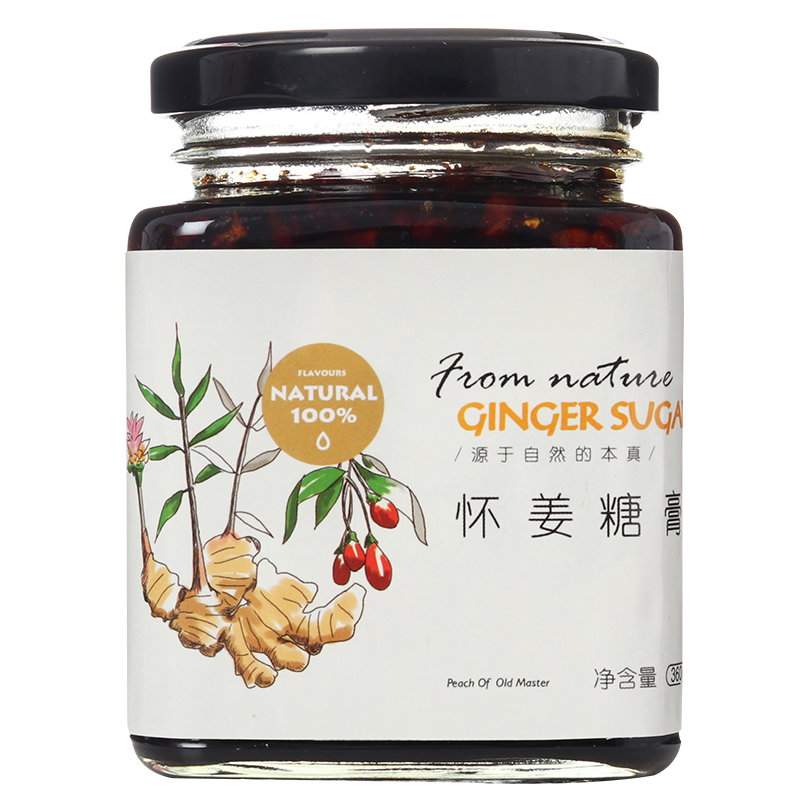 FLAVOURS
NATURAL
100%
From nature
GINGER SUGA
/源于自然的本真/
怀姜糖膏
Peach Of Old Master
净含量 360